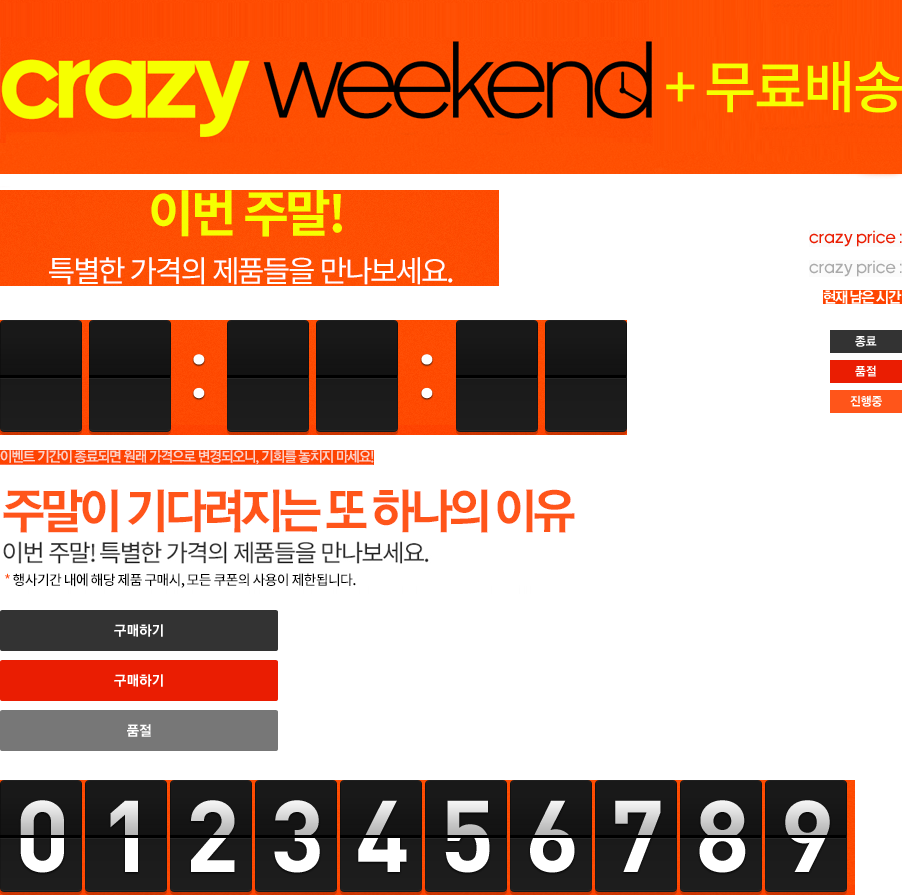 crazy weekend + 무료배송
이번 주말!
특별한 가격의 제품들을 만나보세요.
crazy price :
crazy price :
현재 남은 시간
: :
종료
품절
진행중
이벤트 기간이 종료되면 원래 가격으로 변경되오니, 기회를 놓치지 마세요!
주말이 기다려지는 또 하나의 이유
이번 주말! 특별한 가격의 제품들을 만나보세요.
* 행사기간 내에 해당 제품 구매시, 모든 쿠폰의 사용이 제한됩니다.
구매하기
구매하기
품절
0 1 2 3 4 5 6 7 8 9